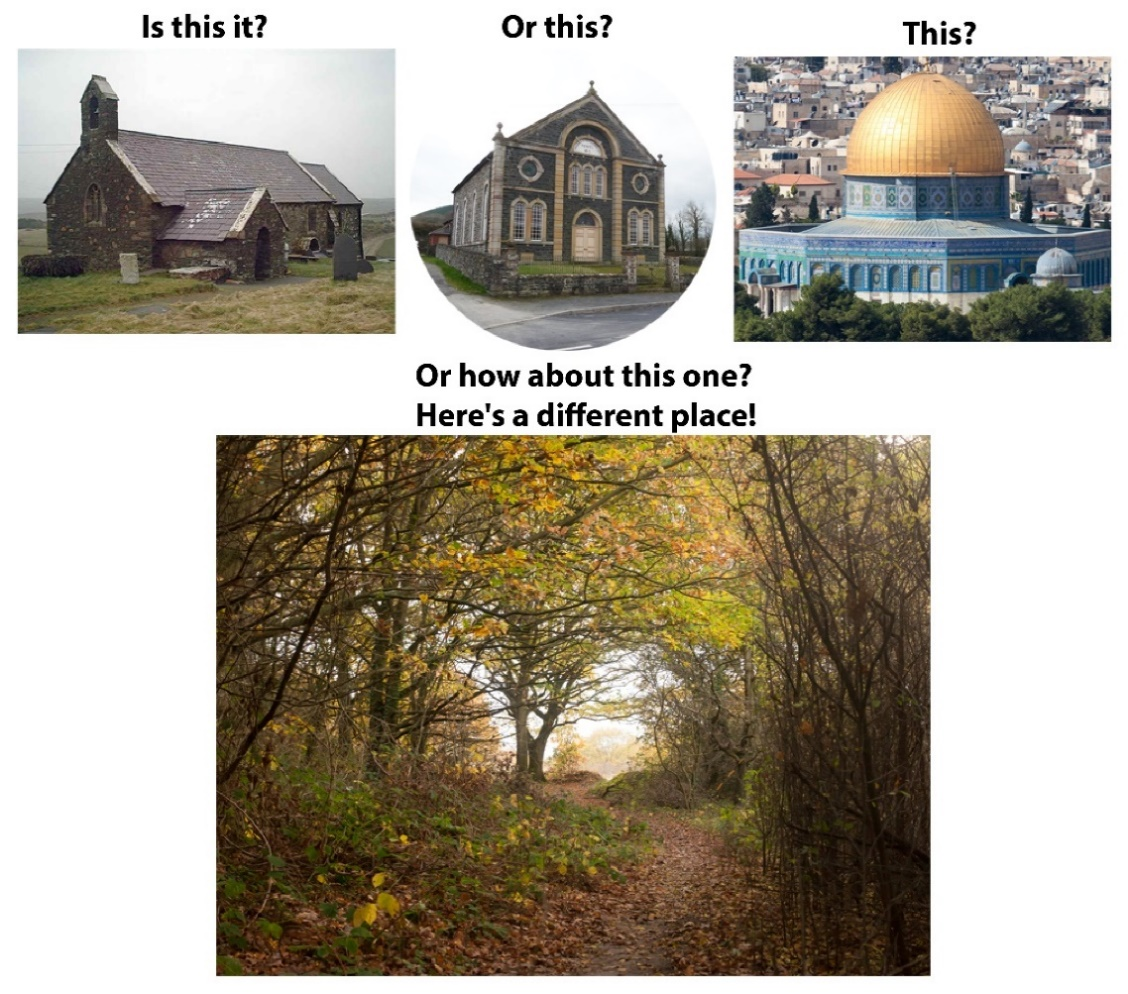 Is this it?
Or this?
This?
Or how about this one?
Here's a different place!